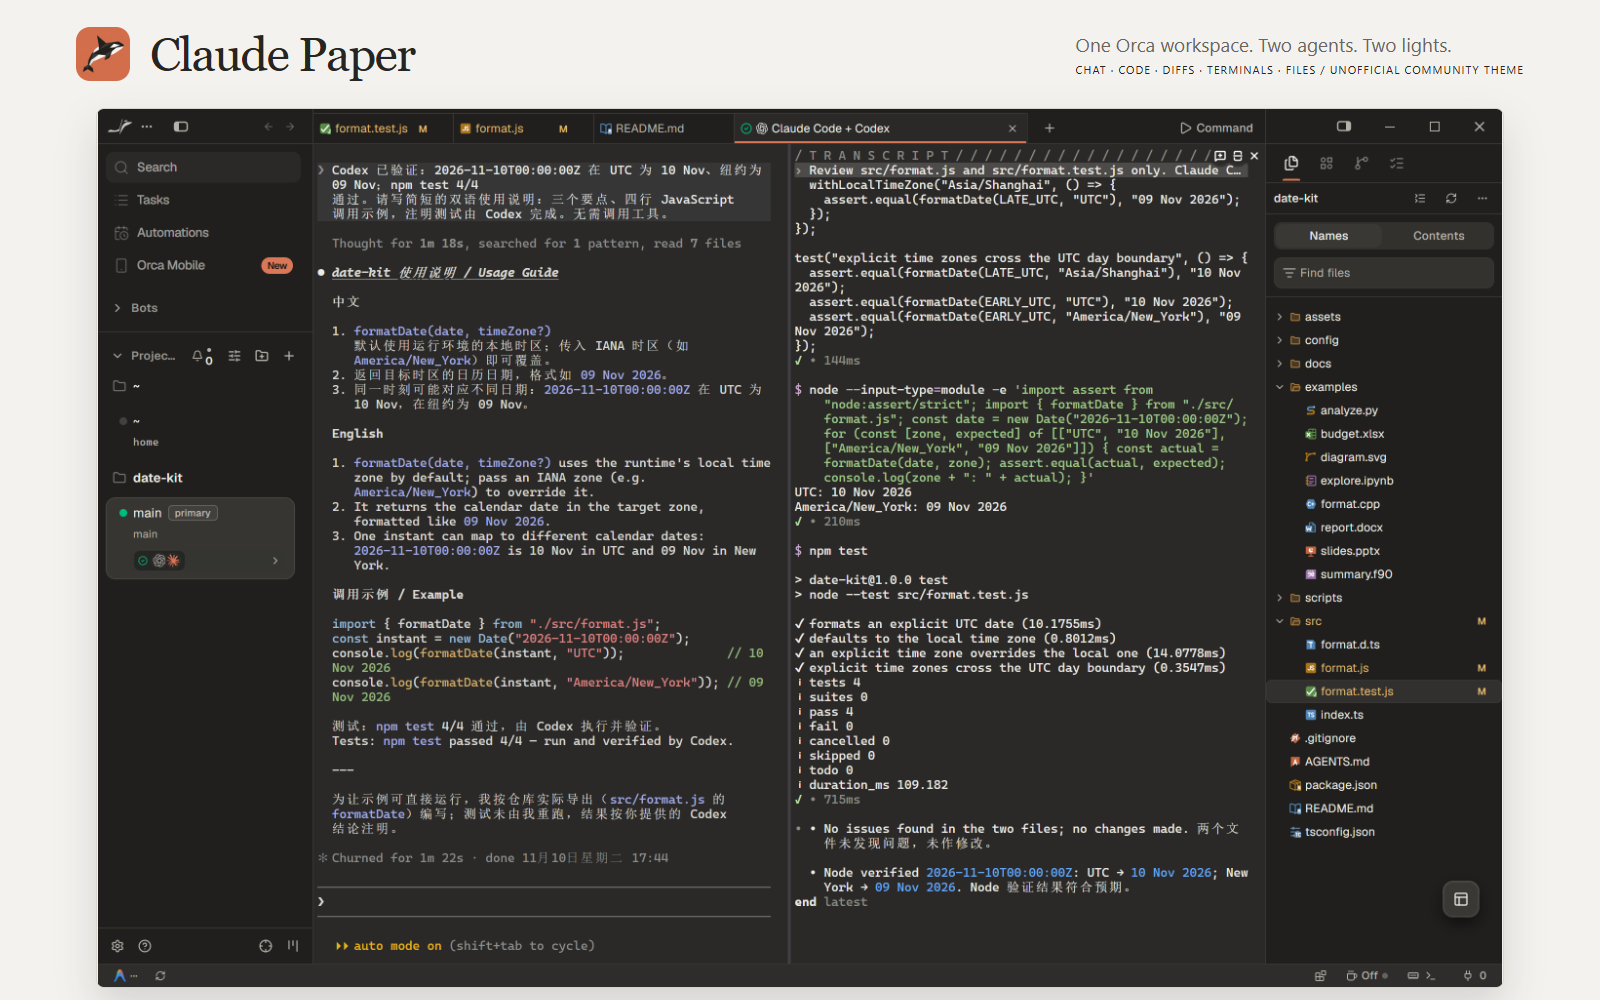 Claude Paper
One Orca workspace. Two agents. Two lights.
CHAT · CODE · DIFFS · TERMINALS · FILES / UNOFFICIAL COMMUNITY THEME
format.test.js M
format.js M
README.md
Claude Code + Codex
Command
Search
Tasks
Automations
Orca Mobile New
Bots
Projec... 0
~
~
home
date-kit
main primary
main
❯ Codex 已验证：2026-11-10T00:00:00Z 在 UTC 为 10 Nov、纽约为
09 Nov；npm test 4/4
通过。请写简短的双语使用说明：三个要点、四行 JavaScript
调用示例，注明测试由 Codex 完成。无需调用工具。
Thought for 1m 18s, searched for 1 pattern, read 7 files
● date-kit 使用说明 / Usage Guide
中文
1. formatDate(date, timeZone?)
默认使用运行环境的本地时区；传入 IANA 时区（如
America/New_York）即可覆盖。
2. 返回目标时区的日历日期，格式如 09 Nov 2026。
3. 同一时刻可能对应不同日期：2026-11-10T00:00:00Z 在 UTC 为
10 Nov，在纽约为 09 Nov。
English
1. formatDate(date, timeZone?) uses the runtime's local time
zone by default; pass an IANA zone (e.g.
America/New_York) to override it.
2. It returns the calendar date in the target zone,
formatted like 09 Nov 2026.
3. One instant can map to different calendar dates:
2026-11-10T00:00:00Z is 10 Nov in UTC and 09 Nov in New
York.
调用示例 / Example
import { formatDate } from "./src/format.js";
const instant = new Date("2026-11-10T00:00:00Z");
console.log(formatDate(instant, "UTC")); // 10
Nov 2026
console.log(formatDate(instant, "America/New_York")); // 09
Nov 2026
测试：npm test 4/4 通过，由 Codex 执行并验证。
Tests: npm test passed 4/4 — run and verified by Codex.
---
为让示例可直接运行，我按仓库实际导出（src/format.js 的
formatDate）编写；测试未由我重跑，结果按你提供的 Codex
结论注明。
✻ Churned for 1m 22s · done 11月10日星期二 17:44
❯
⏵⏵ auto mode on (shift+tab to cycle)
/ T R A N S C R I P T / / / / / / / / / / / / / / / / / /
› Review src/format.js and src/format.test.js only. Claude C…
withLocalTimeZone("Asia/Shanghai", () => {
assert.equal(formatDate(LATE_UTC, "UTC"), "09 Nov 2026");
});
});
test("explicit time zones cross the UTC day boundary", () => {
assert.equal(formatDate(LATE_UTC, "Asia/Shanghai"), "10 Nov
2026");
assert.equal(formatDate(EARLY_UTC, "UTC"), "10 Nov 2026");
assert.equal(formatDate(EARLY_UTC, "America/New_York"), "09
Nov 2026");
});
✓ • 144ms
$ node --input-type=module -e 'import assert from
"node:assert/strict"; import { formatDate } from "./src/
format.js"; const date = new Date("2026-11-10T00:00:00Z");
for (const [zone, expected] of [["UTC", "10 Nov 2026"],
["America/New_York", "09 Nov 2026"]]) { const actual =
formatDate(date, zone); assert.equal(actual, expected);
console.log(zone + ": " + actual); }'
UTC: 10 Nov 2026
America/New_York: 09 Nov 2026
✓ • 210ms
$ npm test
> date-kit@1.0.0 test
> node --test src/format.test.js
✓ formats an explicit UTC date (10.1755ms)
✓ defaults to the local time zone (0.8012ms)
✓ an explicit time zone overrides the local one (14.0778ms)
✓ explicit time zones cross the UTC day boundary (0.3547ms)
i tests 4
i suites 0
i pass 4
i fail 0
i cancelled 0
i skipped 0
i todo 0
i duration_ms 109.182
✓ • 715ms
• • No issues found in the two files; no changes made. 两个文
件未发现问题，未作修改。
• Node verified 2026-11-10T00:00:00Z: UTC → 10 Nov 2026; New
York → 09 Nov 2026. Node 验证结果符合预期。
end latest
date-kit
Names Contents
Find files
assets
config
docs
examples
analyze.py
budget.xlsx
diagram.svg
explore.ipynb
format.cpp
report.docx
slides.pptx
summary.f90
scripts
src M
format.d.ts
format.js M
format.test.js M
index.ts
.gitignore
AGENTS.md
package.json
README.md
tsconfig.json
Off
0